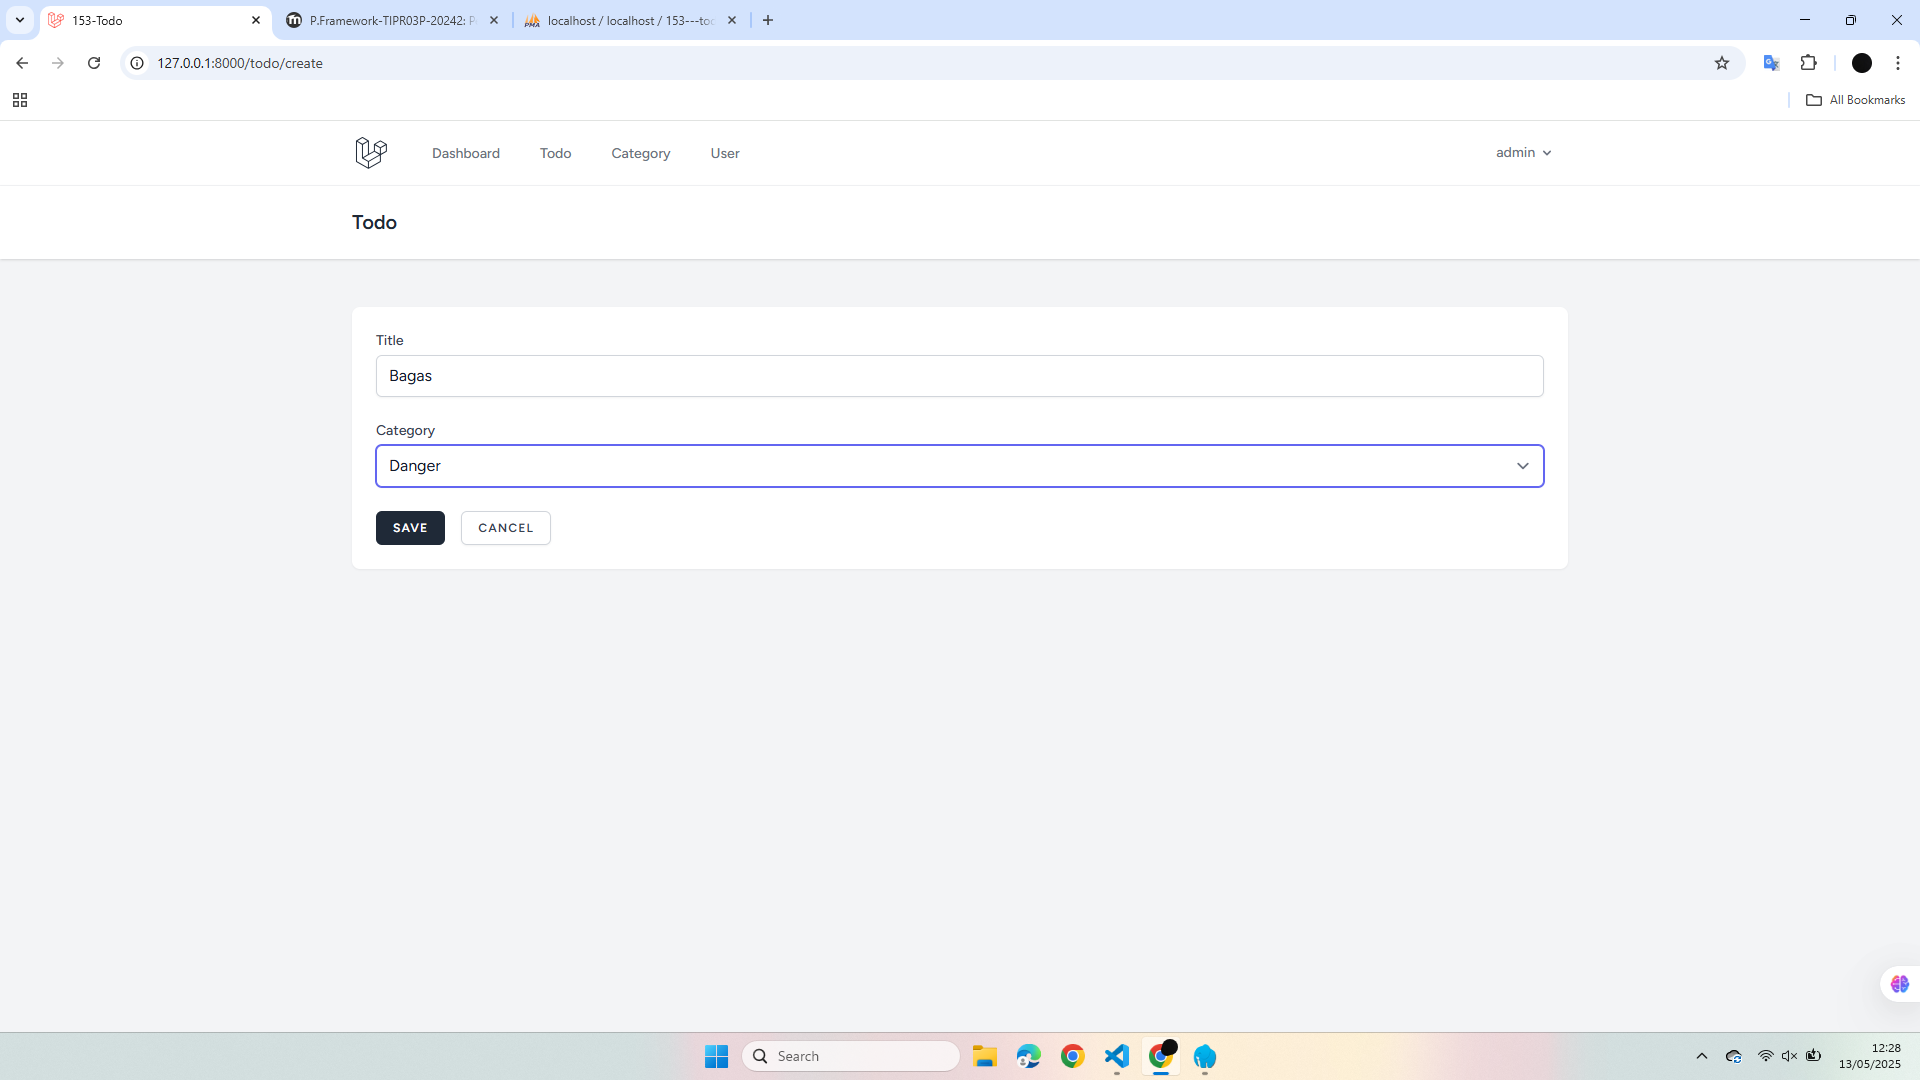 153-Todo
P.Framework-TIPR03P-20242:
localhost / localhost / 153---to
127.0.0.1:8000/todo/create
All Bookmarks
Dashboard Todo Category User
admin
Todo
Title
Bagas
Category
Danger
SAVE CANCEL
Search
12:28
13/05/2025